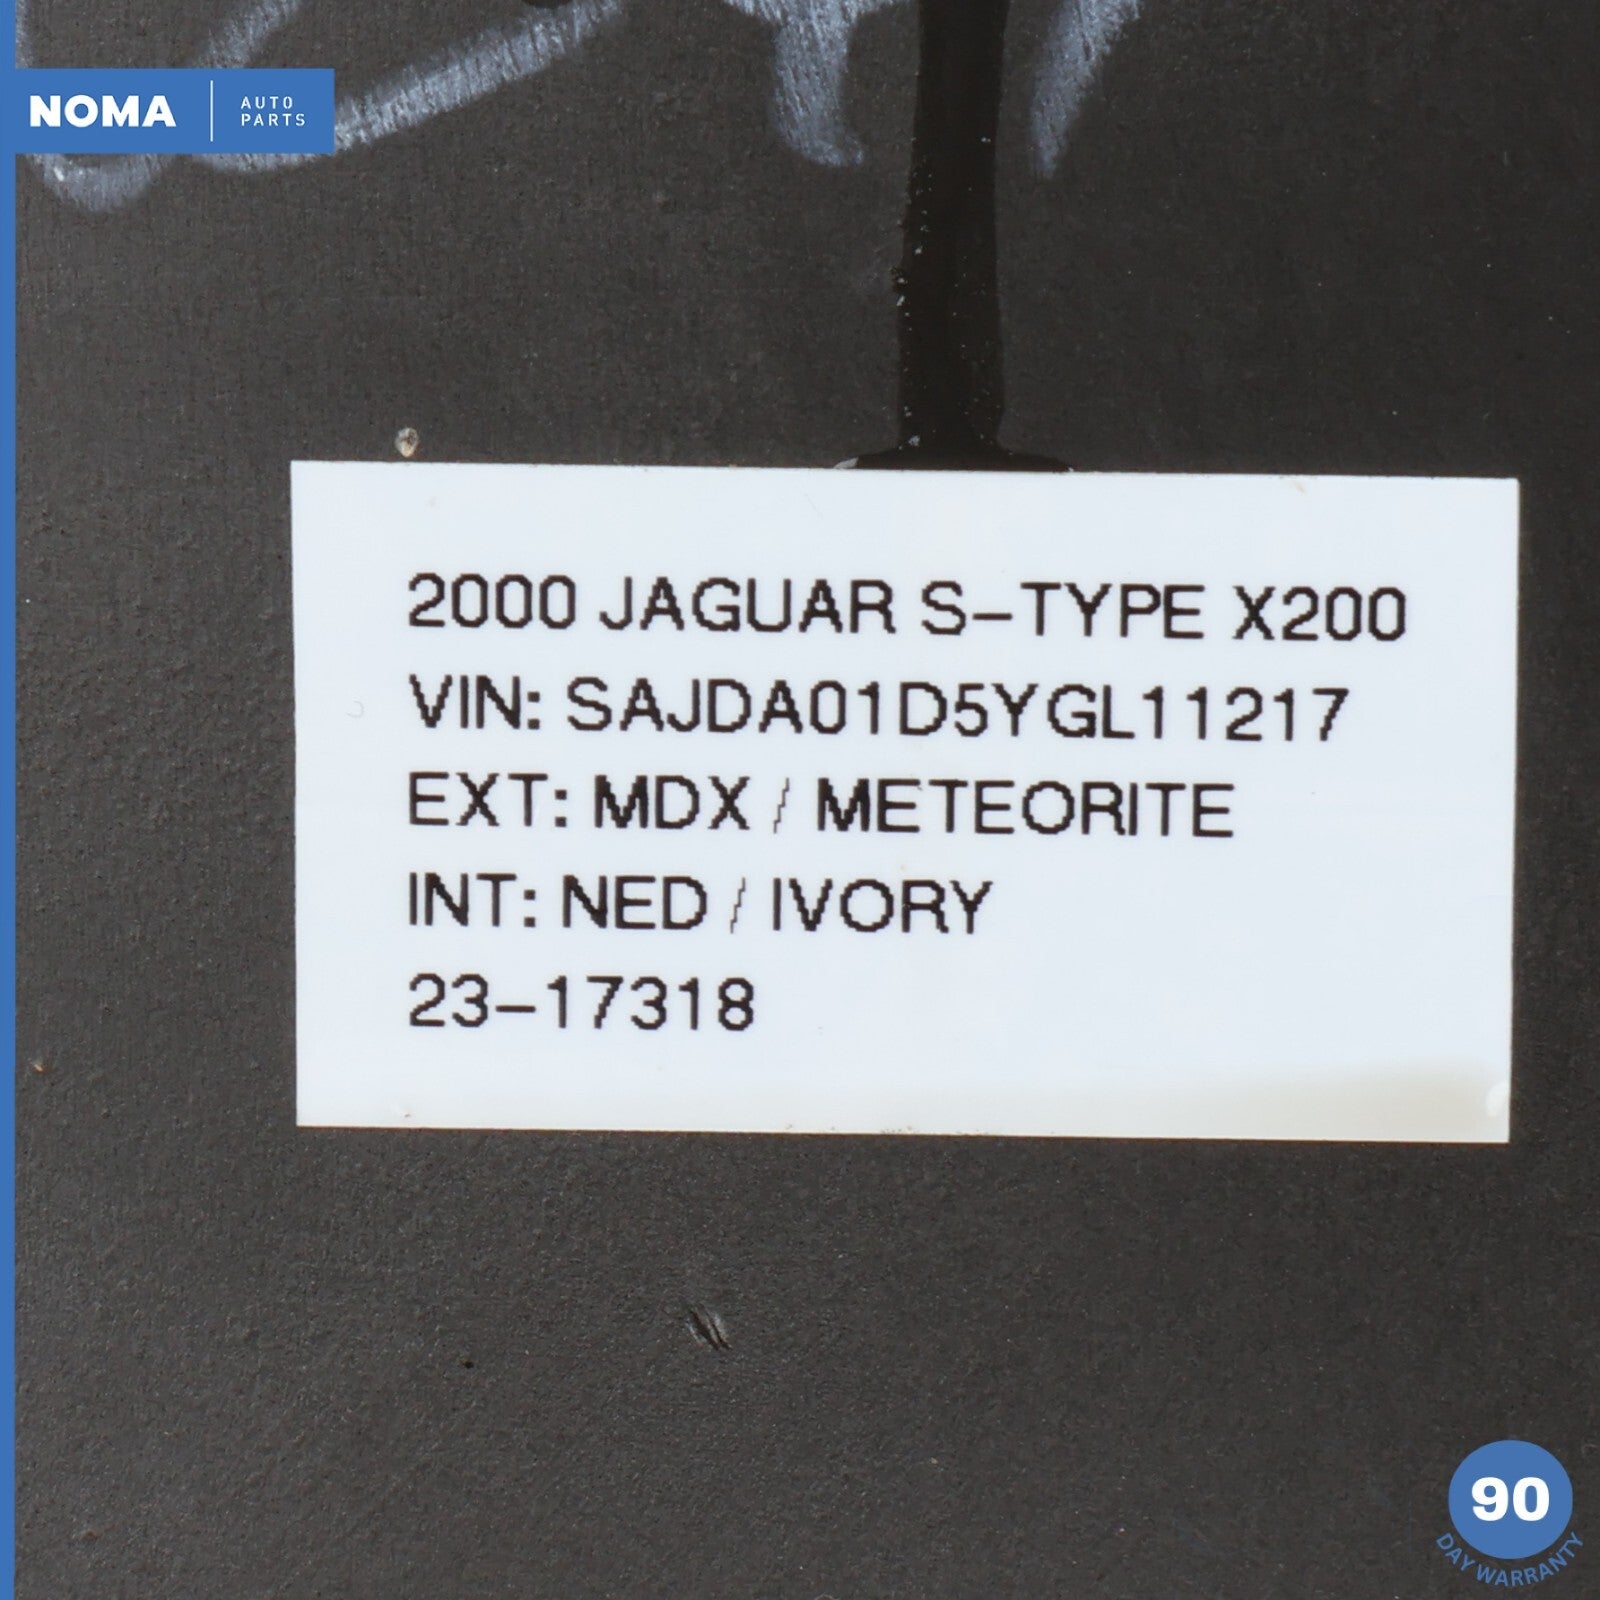 NOMA
AUTO
PARTS
2000 JAGUAR S-TYPE X200
VIN: SAJDA01D5YGL11217
EXT: MDX / METEORITE
INT: NED / IVORY
23-17318
90
DAY WARRANTY